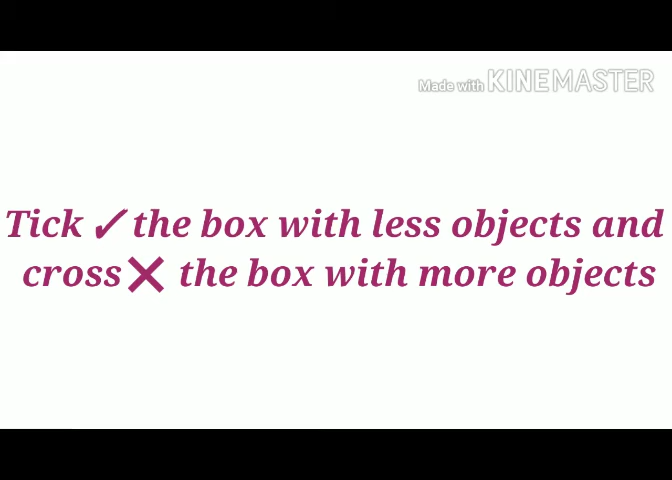 Made with KINEMASTER
Tick ✓ the box with less objects and
cross✕ the box with more objects